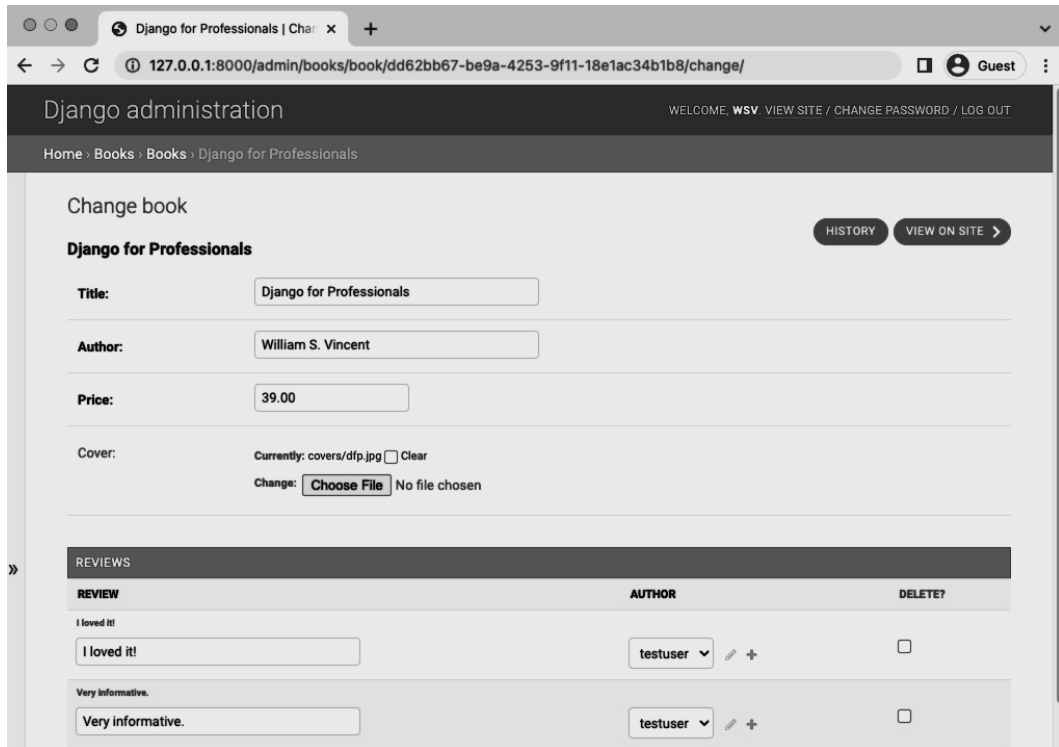 Django for Professionals | Chan
127.0.0.1:8000/admin/books/book/dd62bb67-be9a-4253-9f11-18e1ac34b1b8/change/
Guest
Django administration
WELCOME, WSV. VIEW SITE / CHANGE PASSWORD / LOG OUT
Home › Books › Books › Django for Professionals
Change book
HISTORY
VIEW ON SITE
Django for Professionals
Title: Django for Professionals
Author: William S. Vincent
Price: 39.00
Cover: Currently: covers/dfp.jpg Clear
Change: Choose File No file chosen
REVIEWS
REVIEW AUTHOR DELETE?
I loved it!
I loved it! testuser
Very informative.
Very informative. testuser